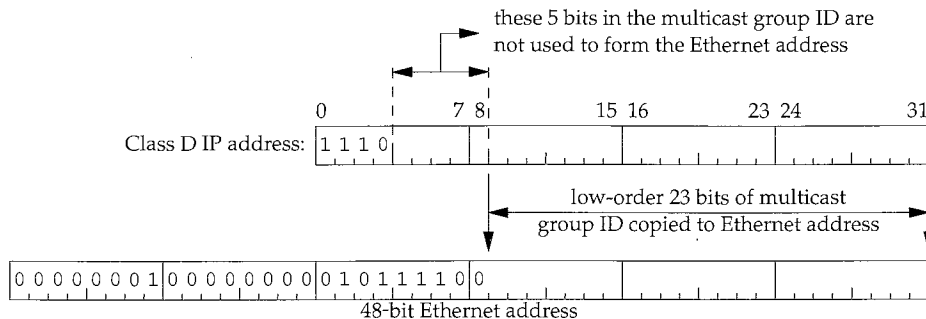 these 5 bits in the multicast group ID are
not used to form the Ethernet address
0 7 8 15 16 23 24 31
Class D IP address: 1 1 1 0
low-order 23 bits of multicast
group ID copied to Ethernet address
0 0 0 0 0 0 0 1 0 0 0 0 0 0 0 0 0 1 0 1 1 1 1 0 0
48-bit Ethernet address